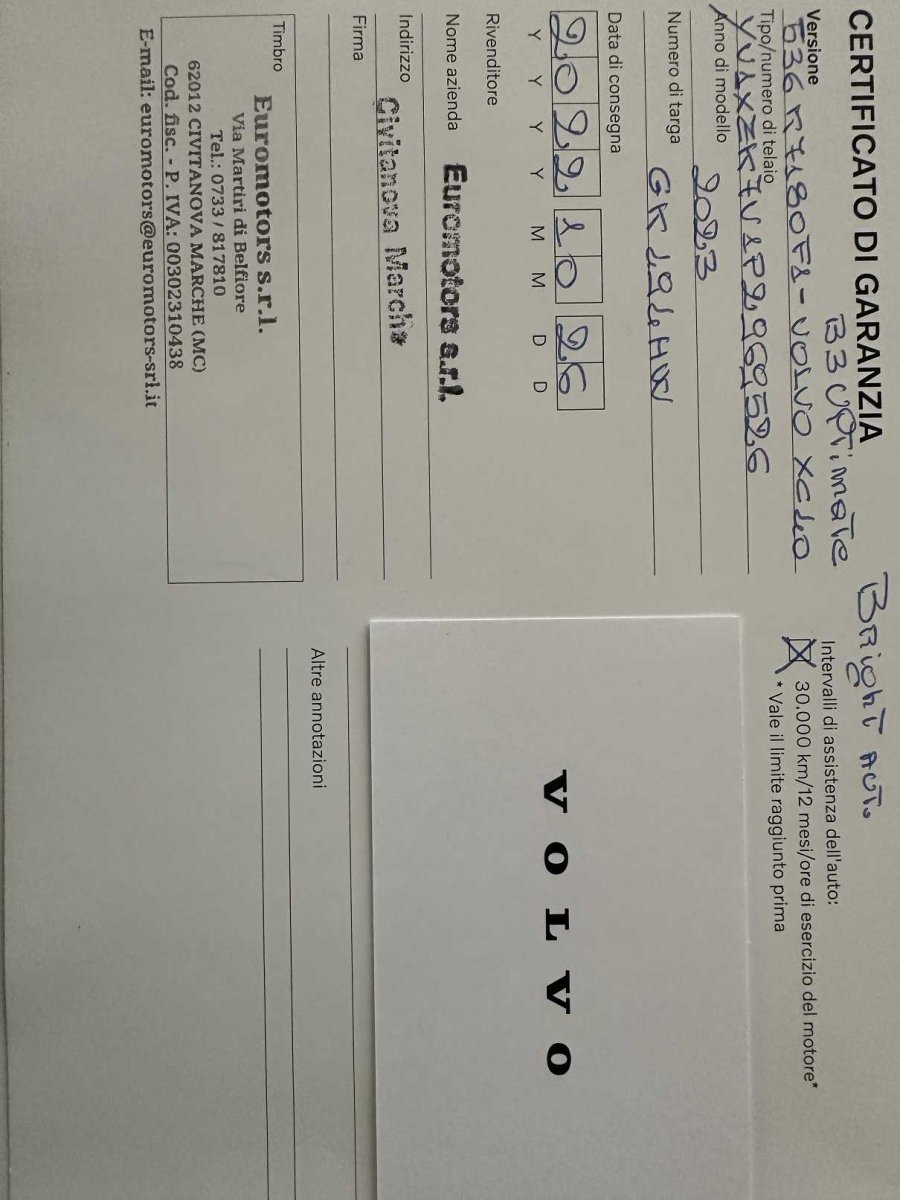 CERTIFICATO DI GARANZIA
B3 ULTIMATE BRIGHT AUT.
Versione
VOLVO XC40
Tipo/numero di telaio
Anno di modello
2023
Numero di targa
GK
Data di consegna
2022 10 26
Y Y Y Y M M D D
Rivenditore
Nome azienda Euromotors s.r.l.
Indirizzo Civitanova Marche
Firma
Timbro
Euromotors s.r.l.
Via Martiri di Belfiore
Tel.: 0733 / 817810
62012 CIVITANOVA MARCHE (MC)
Cod. fisc. - P. IVA: 00302310438
E-mail: euromotors@euromotors-srl.it
Intervalli di assistenza dell'auto:
30.000 km/12 mesi/ore di esercizio del motore*
* Vale il limite raggiunto prima
VOLVO
Altre annotazioni